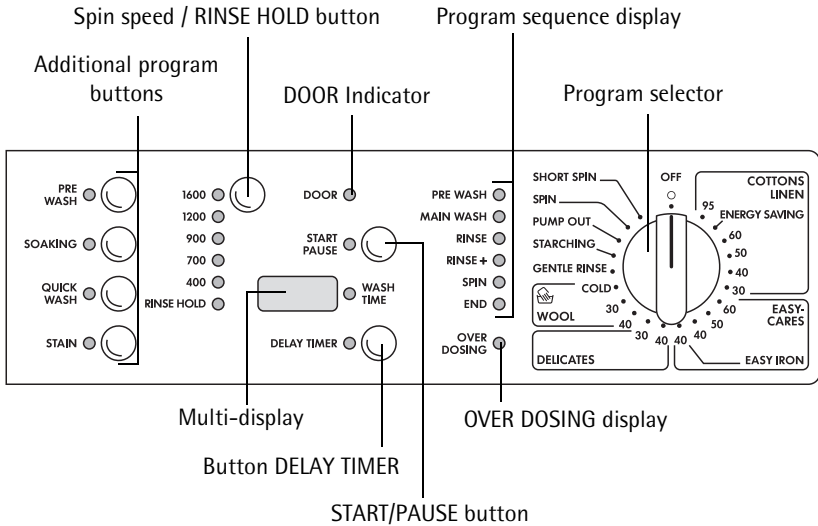 Spin speed / RINSE HOLD button
Program sequence display
Additional program
buttons
DOOR Indicator
Program selector
PRE
WASH
SOAKING
QUICK
WASH
STAIN
1600
1200
900
700
400
RINSE HOLD
DOOR
START
PAUSE
WASH
TIME
DELAY TIMER
PRE WASH
MAIN WASH
RINSE
RINSE +
SPIN
END
OVER
DOSING
SHORT SPIN
SPIN
PUMP OUT
STARCHING
GENTLE RINSE
COLD
WOOL
30
40
DELICATES
30
40
OFF
COTTONS
LINEN
95
ENERGY SAVING
60
50
40
30
EASY-
CARES
60
50
40
40
EASY IRON
Multi-display
OVER DOSING display
Button DELAY TIMER
START/PAUSE button